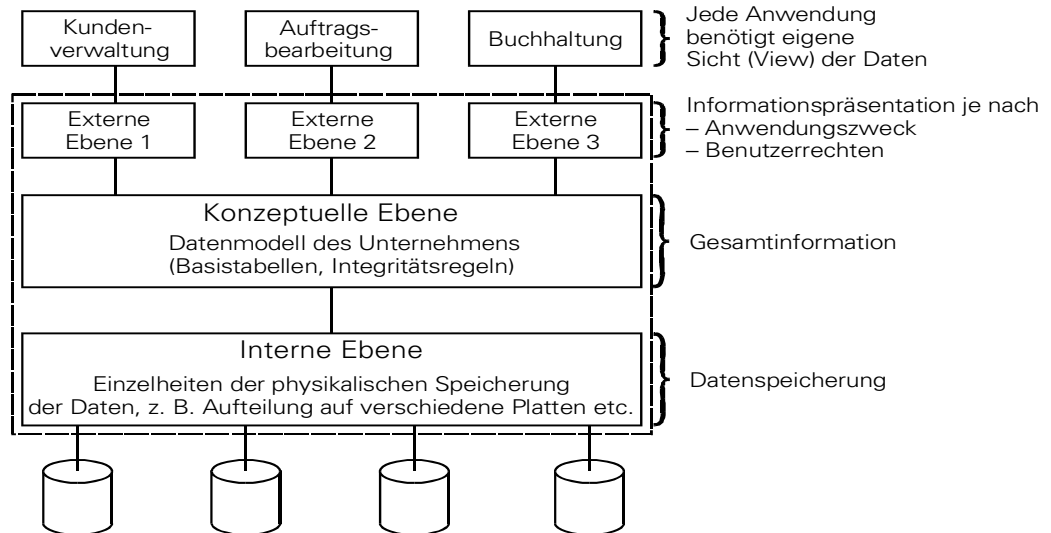 Kunden-
verwaltung
Auftrags-
bearbeitung
Buchhaltung
Jede Anwendung
benötigt eigene
Sicht (View) der Daten
Externe
Ebene 1
Externe
Ebene 2
Externe
Ebene 3
Informationspräsentation je nach
– Anwendungszweck
– Benutzerrechten
Konzeptuelle Ebene
Datenmodell des Unternehmens
(Basistabellen, Integritätsregeln)
Gesamtinformation
Interne Ebene
Einzelheiten der physikalischen Speicherung
der Daten, z. B. Aufteilung auf verschiedene Platten etc.
Datenspeicherung